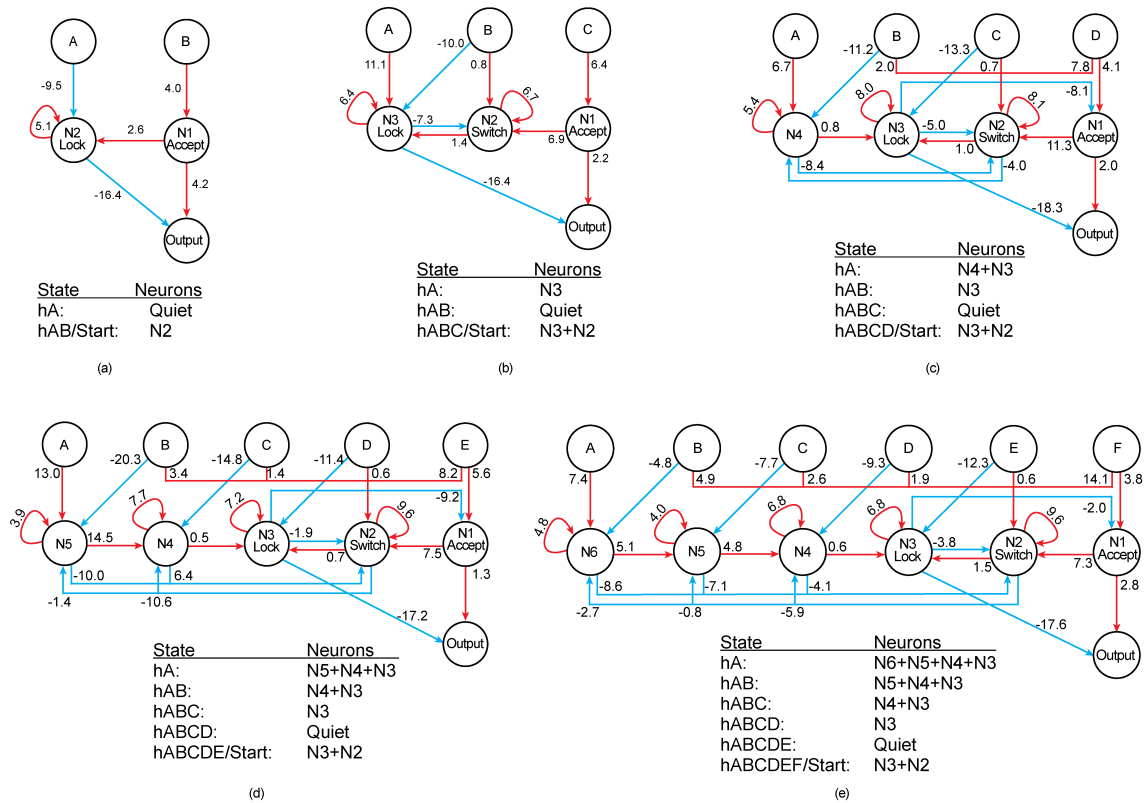 A B
-9.5 4.0
5.1 N2 Lock 2.6 N1 Accept
-16.4 4.2
Output
State Neurons
hA: Quiet
hAB/Start: N2
(a)
A B C
11.1 -10.0 0.8 6.4
6.4 N3 Lock -7.3 N2 Switch 6.7 N1 Accept
1.4 6.9
-16.4 2.2
Output
State Neurons
hA: N3
hAB: Quiet
hABC/Start: N3+N2
(b)
A B C D
6.7 -11.2 2.0 -13.3 0.7 7.8 4.1
5.4 8.0 8.1 -8.1
N4 0.8 N3 Lock -5.0 N2 Switch N1 Accept
1.0 11.3
-8.4 -4.0 2.0
-18.3
Output
State Neurons
hA: N4+N3
hAB: N3
hABC: Quiet
hABCD/Start: N3+N2
(c)
A B C D E
13.0 -20.3 3.4 -14.8 1.4 -11.4 0.6 8.2 5.6
3.9 7.7 7.2 9.6 -9.2
N5 14.5 N4 0.5 N3 Lock -1.9 N2 Switch N1 Accept
0.7 7.5
-10.0 6.4 1.3
-1.4 -10.6
-17.2
Output
State Neurons
hA: N5+N4+N3
hAB: N4+N3
hABC: N3
hABCD: Quiet
hABCDE/Start: N3+N2
(d)
A B C D E F
7.4 -4.8 4.9 -7.7 2.6 -9.3 1.9 -12.3 0.6 14.1 3.8
4.8 4.0 6.8 6.8 9.6 -2.0
N6 5.1 N5 4.8 N4 0.6 N3 Lock -3.8 N2 Switch N1 Accept
1.5 7.3
-8.6 -7.1 -4.1 2.8
-2.7 -0.8 -5.9
-17.6
Output
State Neurons
hA: N6+N5+N4+N3
hAB: N5+N4+N3
hABC: N4+N3
hABCD: N3
hABCDE: Quiet
hABCDEF/Start: N3+N2
(e)